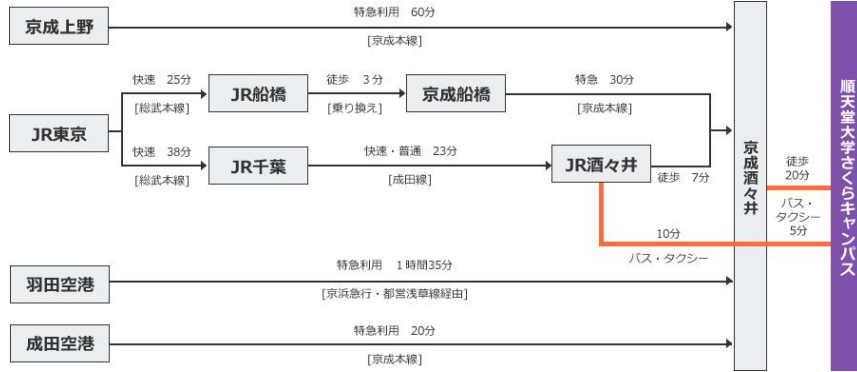 京成上野
特急利用 60分
[京成本線]
JR東京
快速 25分
[総武本線]
JR船橋
徒歩 3分
[乗り換え]
京成船橋
特急 30分
[京成本線]
快速 38分
[総武本線]
JR千葉
快速・普通 23分
[成田線]
JR酒々井
徒歩 7分
10分
バス・タクシー
羽田空港
特急利用 1時間35分
[京浜急行・都営浅草線経由]
成田空港
特急利用 20分
[京成本線]
京成酒々井
徒歩
20分
バス・
タクシー
5分
順天堂大学さくらキャンパス